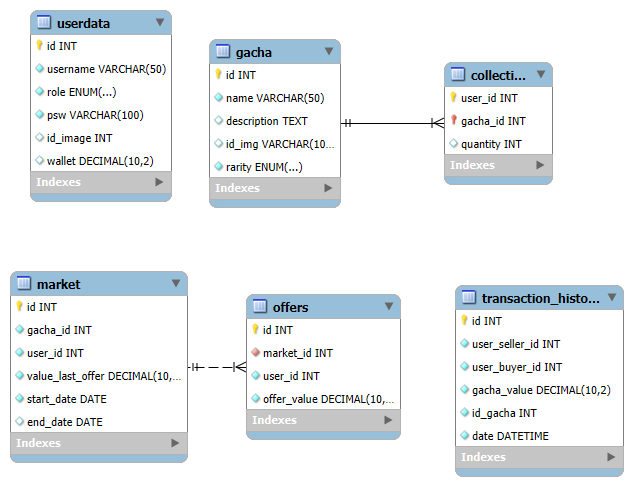 userdata
id INT
username VARCHAR(50)
role ENUM(...)
psw VARCHAR(100)
id_image INT
wallet DECIMAL(10,2)
Indexes
gacha
id INT
name VARCHAR(50)
description TEXT
id_img VARCHAR(10...
rarity ENUM(...)
Indexes
collecti...
user_id INT
gacha_id INT
quantity INT
Indexes
market
id INT
gacha_id INT
user_id INT
value_last_offer DECIMAL(10,...
start_date DATE
end_date DATE
Indexes
offers
id INT
market_id INT
user_id INT
offer_value DECIMAL(10,...
Indexes
transaction_histo...
id INT
user_seller_id INT
user_buyer_id INT
gacha_value DECIMAL(10,2)
id_gacha INT
date DATETIME
Indexes